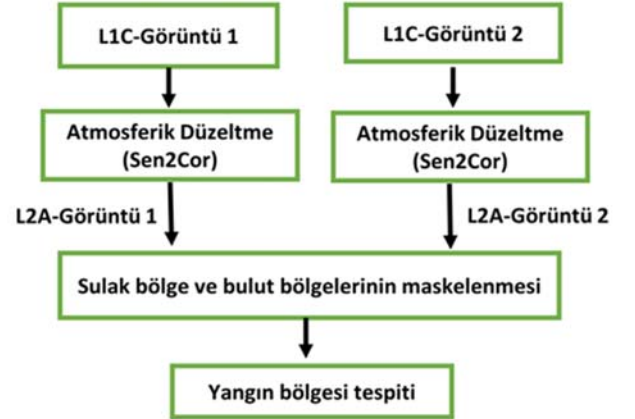 L1C-Görüntü 1
L1C-Görüntü 2
Atmosferik Düzeltme
(Sen2Cor)
Atmosferik Düzeltme
(Sen2Cor)
L2A-Görüntü 1
L2A-Görüntü 2
Sulak bölge ve bulut bölgelerinin maskelenmesi
Yangın bölgesi tespiti